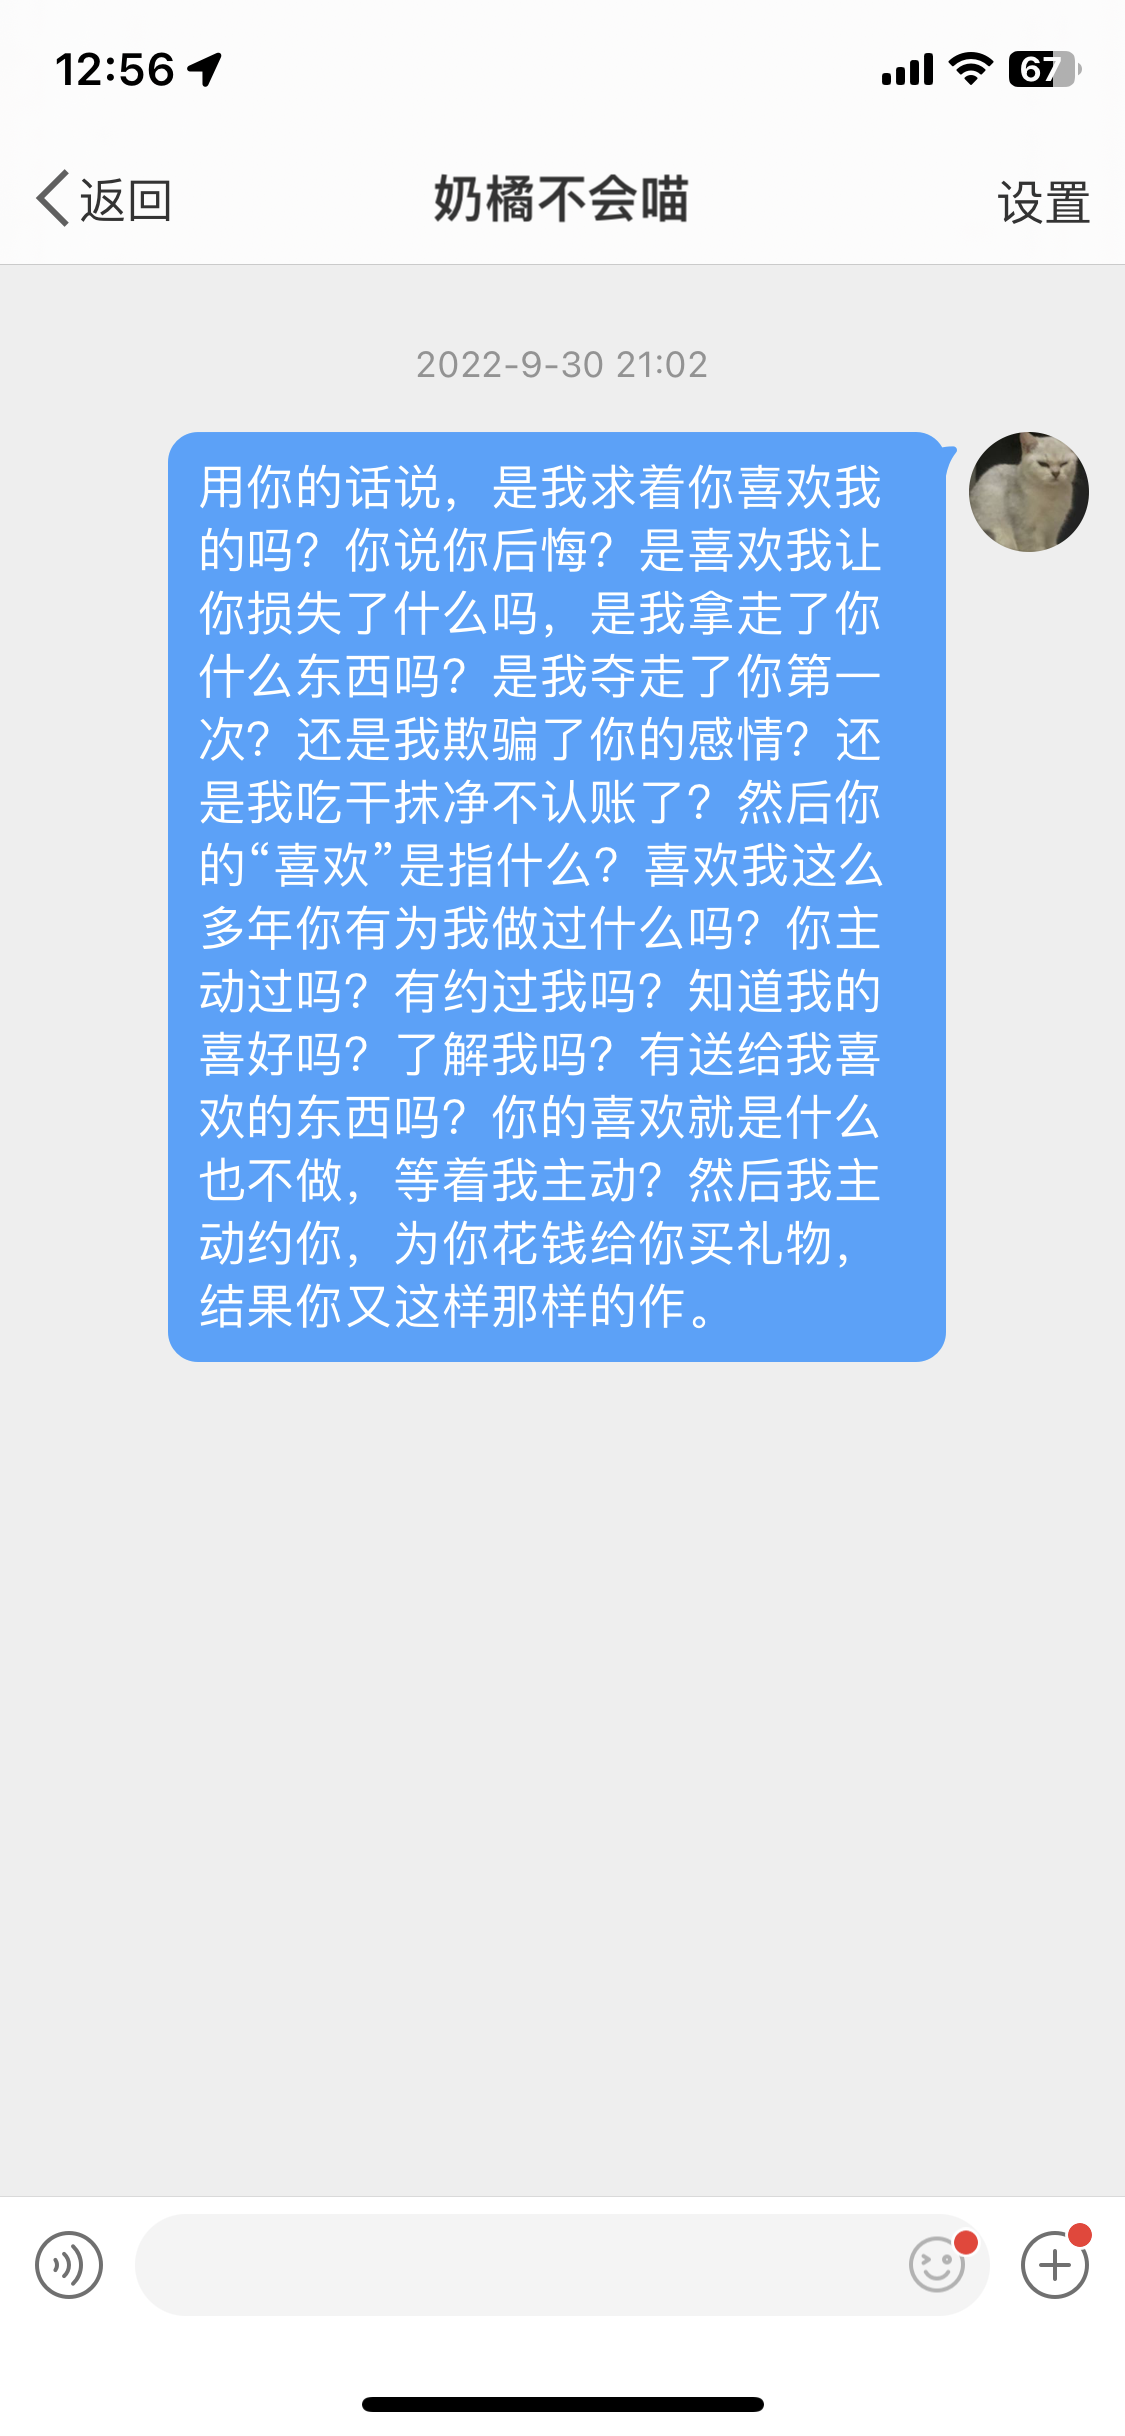 12:56
67
返回
奶橘不会喵
设置
2022-9-30 21:02
用你的话说，是我求着你喜欢我
的吗？你说你后悔？是喜欢我让
你损失了什么吗，是我拿走了你
什么东西吗？是我夺走了你第一
次？还是我欺骗了你的感情？还
是我吃干抹净不认账了？然后你
的“喜欢”是指什么？喜欢我这么
多年你有为我做过什么吗？你主
动过吗？有约过我吗？知道我的
喜好吗？了解我吗？有送给我喜
欢的东西吗？你的喜欢就是什么
也不做，等着我主动？然后我主
动约你，为你花钱给你买礼物，
结果你又这样那样的作。